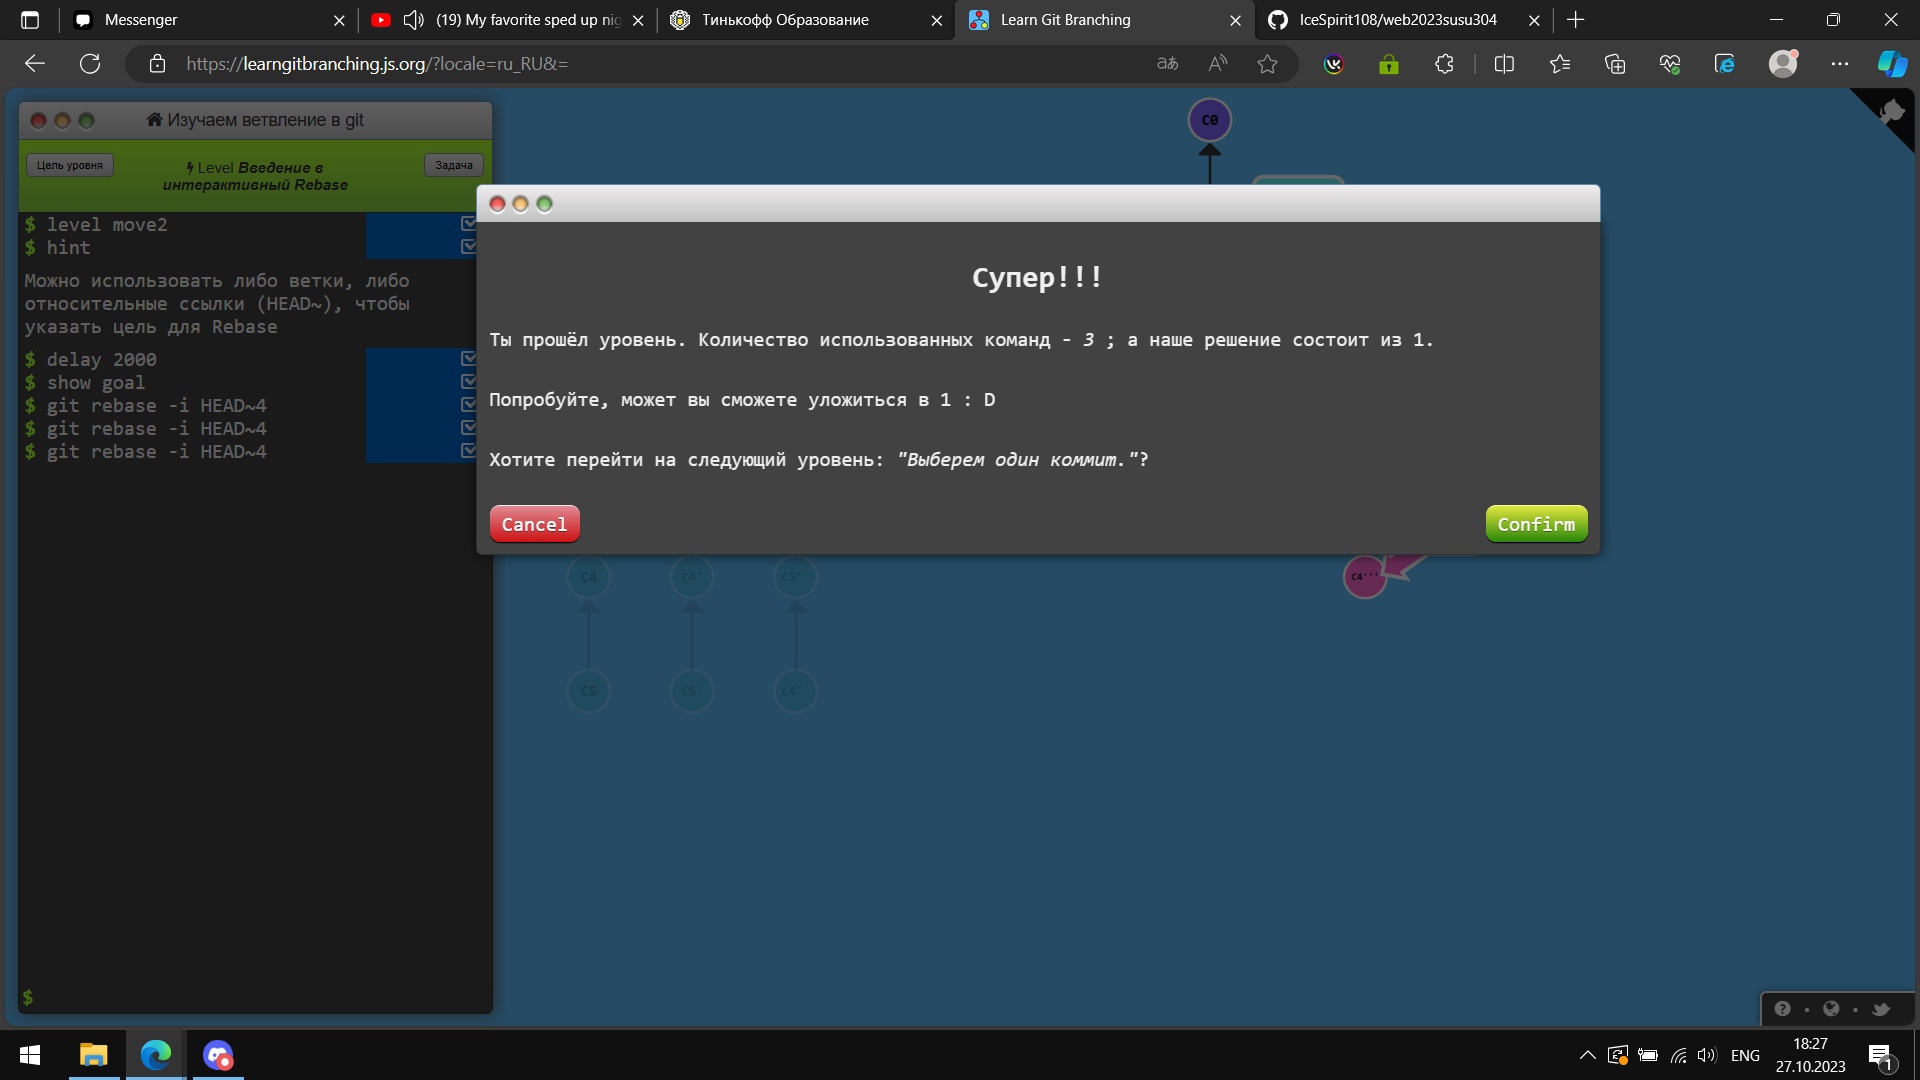 Messenger
(19) My favorite sped up nig
Тинькофф Образование
Learn Git Branching
IceSpirit108/web2023susu304
https://learngitbranching.js.org/?locale=ru_RU&=
C0
Изучаем ветвление в git
Цель уровня
Level Введение в
интерактивный Rebase
Задача
$ level move2
$ hint
Можно использовать либо ветки, либо
относительные ссылки (HEAD~), чтобы
указать цель для Rebase
$ delay 2000
$ show goal
$ git rebase -i HEAD~4
$ git rebase -i HEAD~4
$ git rebase -i HEAD~4
$
Супер!!!
Ты прошёл уровень. Количество использованных команд - 3 ; а наше решение состоит из 1.
Попробуйте, может вы сможете уложиться в 1 : D
Хотите перейти на следующий уровень: "Выберем один коммит."?
Cancel
Confirm
C4
C4'
C5''
C4'''
C5
C5'
C4''
ENG
18:27
27.10.2023
1